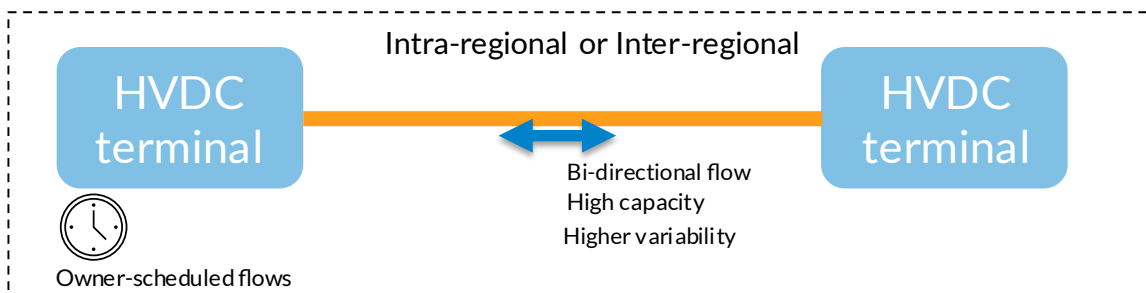 Intra-regional or Inter-regional
HVDC
terminal
HVDC
terminal
Bi-directional flow
High capacity
Higher variability
Owner-scheduled flows